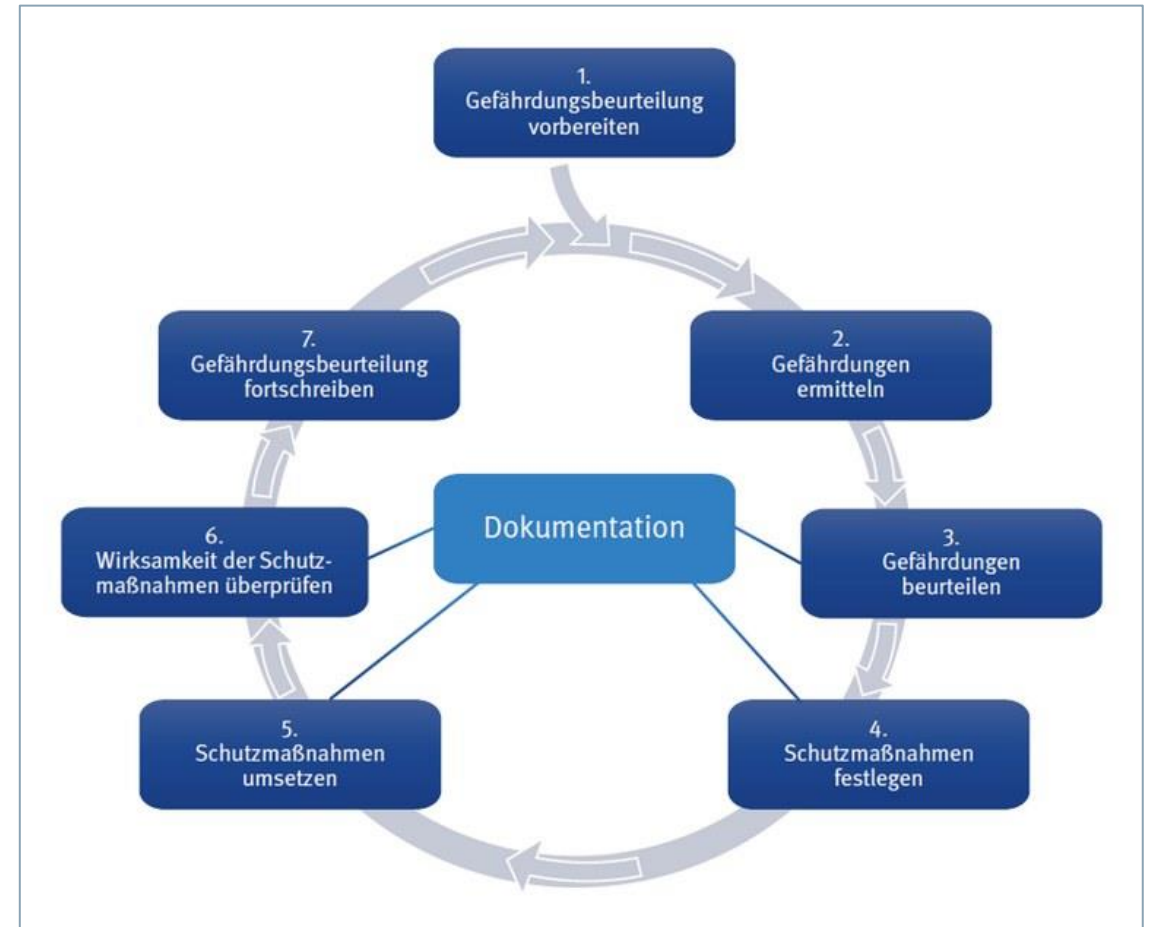 1.
Gefährdungsbeurteilung
vorbereiten
2.
Gefährdungen
ermitteln
3.
Gefährdungen
beurteilen
4.
Schutzmaßnahmen
festlegen
5.
Schutzmaßnahmen
umsetzen
6.
Wirksamkeit der Schutz-
maßnahmen überprüfen
7.
Gefährdungsbeurteilung
fortschreiben
Dokumentation